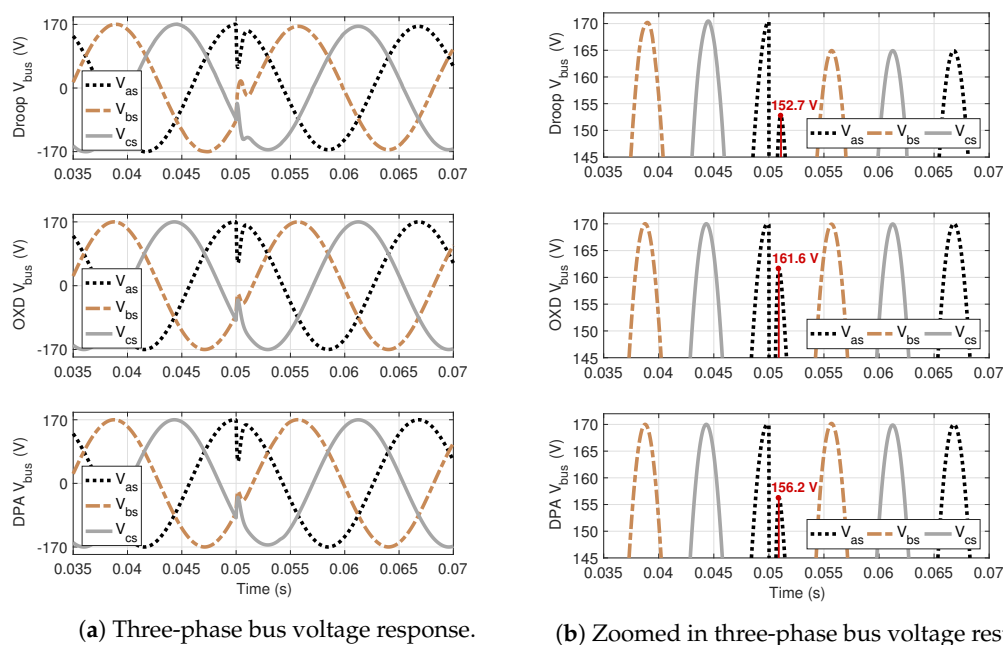 170
0
-170
Droop V_bus (V)
V_as
V_bs
V_cs
0.035 0.04 0.045 0.05 0.055 0.06 0.065 0.07
170
0
-170
OXD V_bus (V)
V_as
V_bs
V_cs
0.035 0.04 0.045 0.05 0.055 0.06 0.065 0.07
170
0
-170
DPA V_bus (V)
V_as
V_bs
V_cs
0.035 0.04 0.045 0.05 0.055 0.06 0.065 0.07
Time (s)
(a) Three-phase bus voltage response.
170
165
160
155
150
145
Droop V_bus (V)
152.7 V
V_as V_bs V_cs
0.035 0.04 0.045 0.05 0.055 0.06 0.065 0.07
170
165
160
155
150
145
OXD V_bus (V)
161.6 V
V_as V_bs V_cs
0.035 0.04 0.045 0.05 0.055 0.06 0.065 0.07
170
165
160
155
150
145
DPA V_bus (V)
156.2 V
V_as V_bs V_cs
0.035 0.04 0.045 0.05 0.055 0.06 0.065 0.07
Time (s)
(b) Zoomed in three-phase bus voltage res